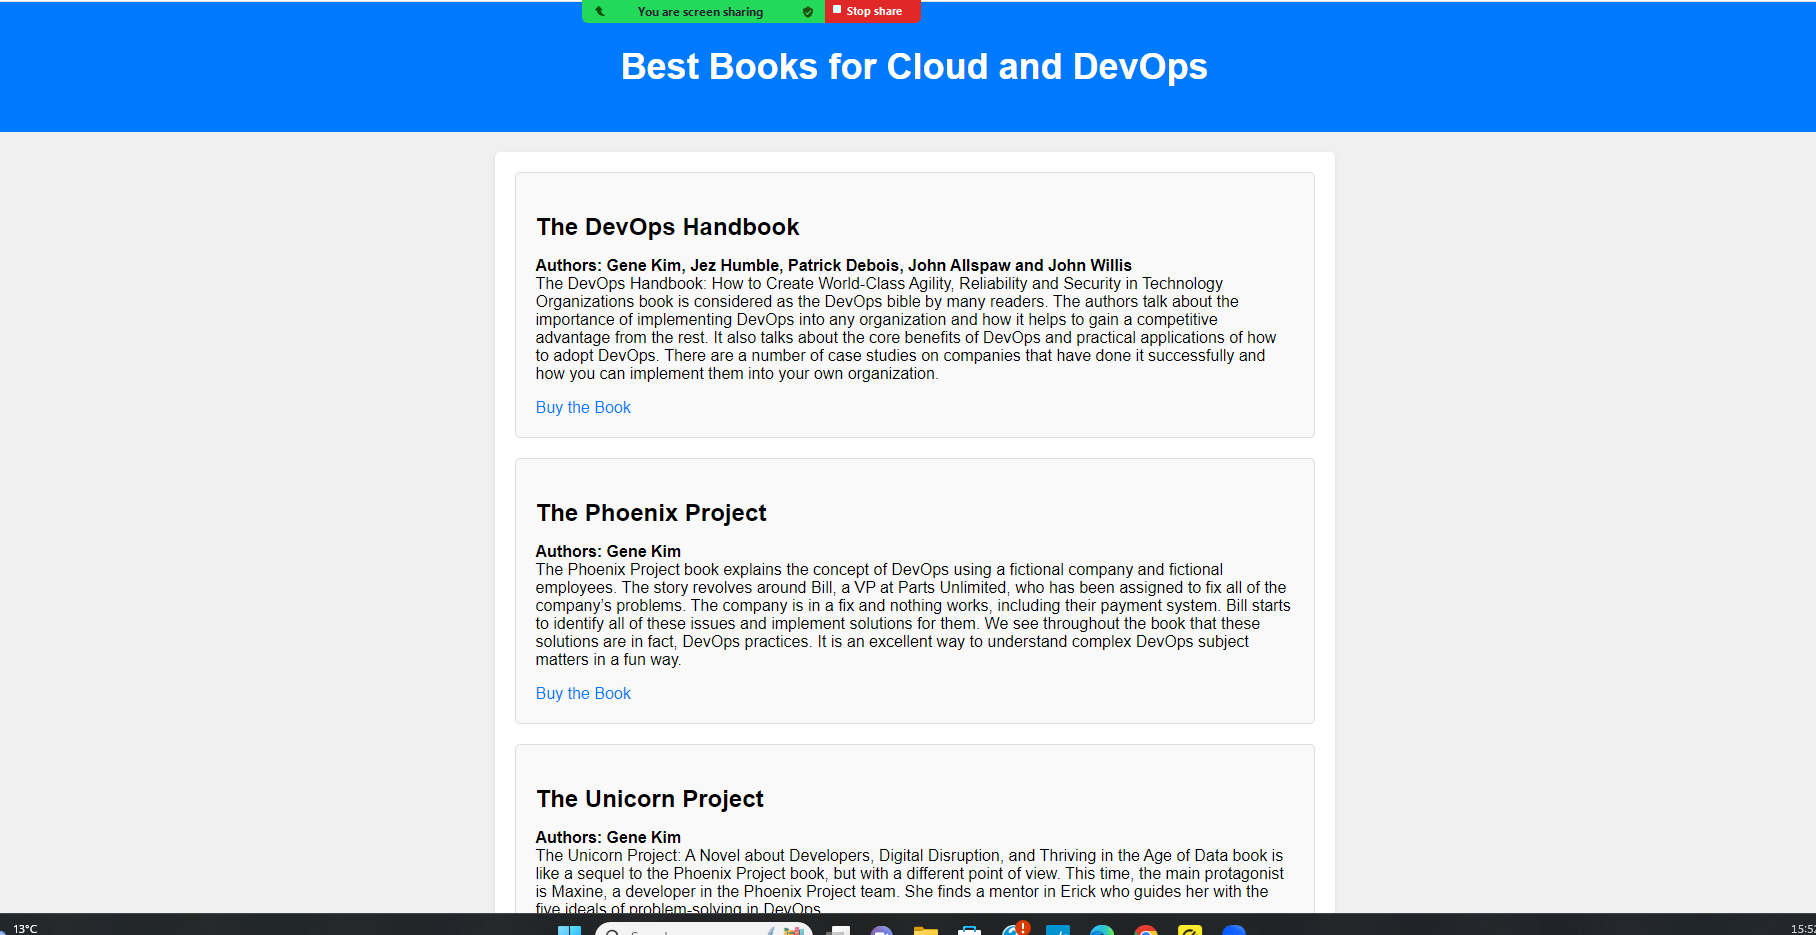 You are screen sharing
Stop share
Best Books for Cloud and DevOps
The DevOps Handbook
Authors: Gene Kim, Jez Humble, Patrick Debois, John Allspaw and John Willis
The DevOps Handbook: How to Create World-Class Agility, Reliability and Security in Technology
Organizations book is considered as the DevOps bible by many readers. The authors talk about the
importance of implementing DevOps into any organization and how it helps to gain a competitive
advantage from the rest. It also talks about the core benefits of DevOps and practical applications of how
to adopt DevOps. There are a number of case studies on companies that have done it successfully and
how you can implement them into your own organization.
Buy the Book
The Phoenix Project
Authors: Gene Kim
The Phoenix Project book explains the concept of DevOps using a fictional company and fictional
employees. The story revolves around Bill, a VP at Parts Unlimited, who has been assigned to fix all of the
company’s problems. The company is in a fix and nothing works, including their payment system. Bill starts
to identify all of these issues and implement solutions for them. We see throughout the book that these
solutions are in fact, DevOps practices. It is an excellent way to understand complex DevOps subject
matters in a fun way.
Buy the Book
The Unicorn Project
Authors: Gene Kim
The Unicorn Project: A Novel about Developers, Digital Disruption, and Thriving in the Age of Data book is
like a sequel to the Phoenix Project book, but with a different point of view. This time, the main protagonist
is Maxine, a developer in the Phoenix Project team. She finds a mentor in Erick who guides her with the
five ideals of problem-solving in DevOps.
13°C